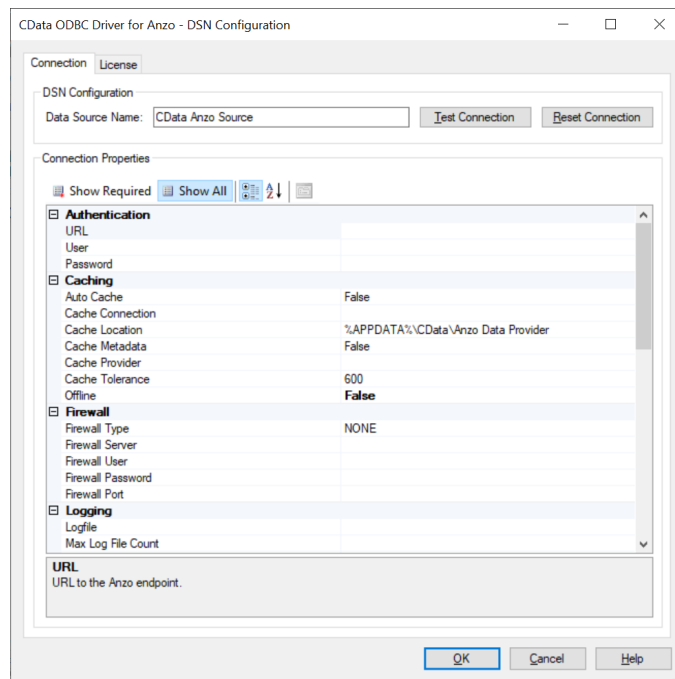 CData ODBC Driver for Anzo - DSN Configuration
Connection License
DSN Configuration
Data Source Name: CData Anzo Source Test Connection Reset Connection
Connection Properties
Show Required Show All
Authentication
URL
User
Password
Caching
Auto Cache False
Cache Connection
Cache Location %APPDATA%\CData\Anzo Data Provider
Cache Metadata False
Cache Provider
Cache Tolerance 600
Offline False
Firewall
Firewall Type NONE
Firewall Server
Firewall User
Firewall Password
Firewall Port
Logging
Logfile
Max Log File Count
URL
URL to the Anzo endpoint.
OK Cancel Help